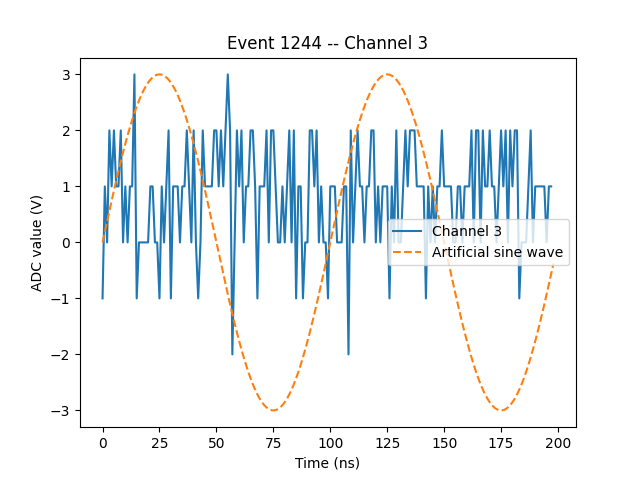 Event 1244 -- Channel 3
3
2
1
0
−1
−2
−3
ADC value (V)
Channel 3
Artificial sine wave
0 25 50 75 100 125 150 175 200
Time (ns)